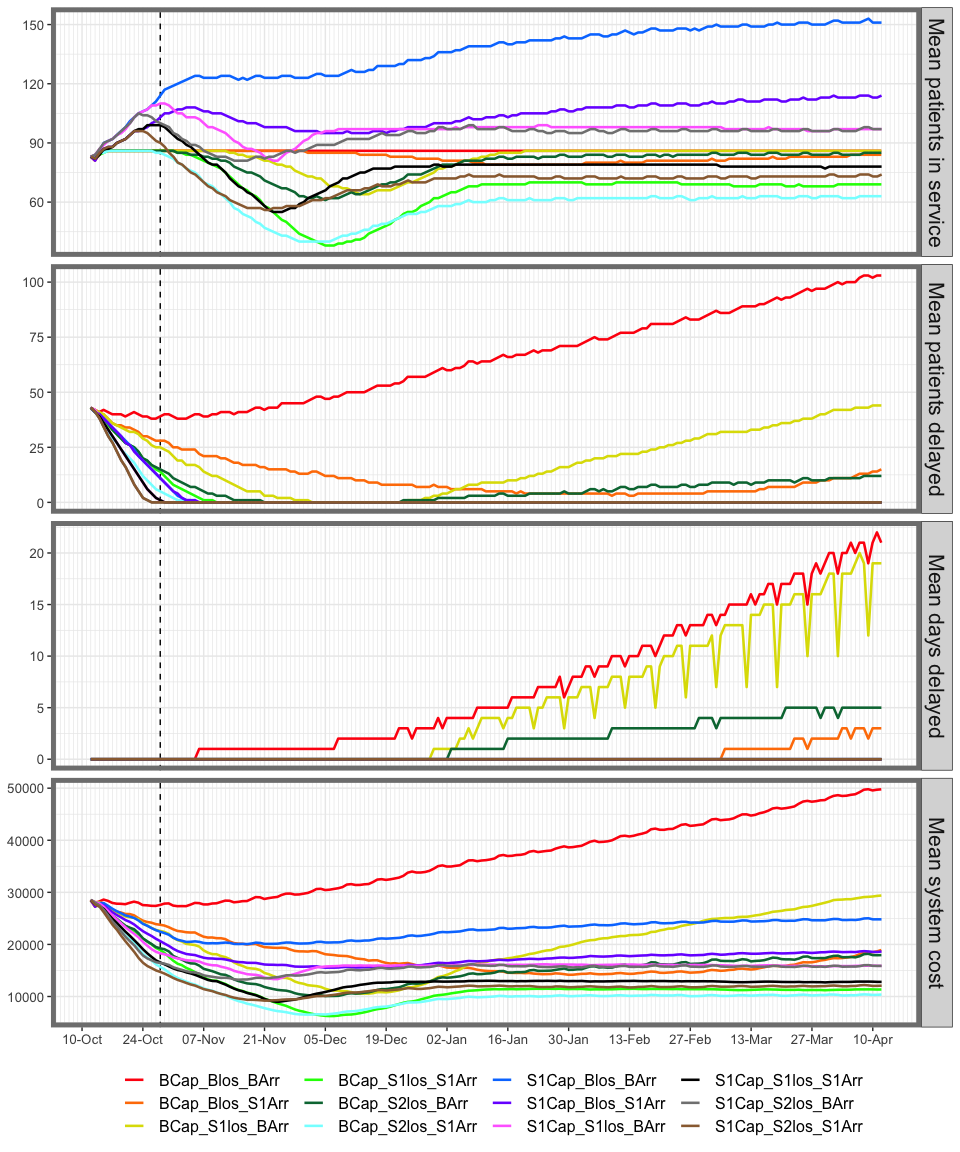 150
120
90
60
Mean patients in service
100
75
50
25
0
Mean patients delayed
20
15
10
5
0
Mean days delayed
50000
40000
30000
20000
10000
Mean system cost
10-Oct 24-Oct 07-Nov 21-Nov 05-Dec 19-Dec 02-Jan 16-Jan 30-Jan 13-Feb 27-Feb 13-Mar 27-Mar 10-Apr
BCap_Blos_BArr BCap_S1los_S1Arr S1Cap_Blos_BArr S1Cap_S1los_S1Arr
BCap_Blos_S1Arr BCap_S2los_BArr S1Cap_Blos_S1Arr S1Cap_S2los_BArr
BCap_S1los_BArr BCap_S2los_S1Arr S1Cap_S1los_BArr S1Cap_S2los_S1Arr